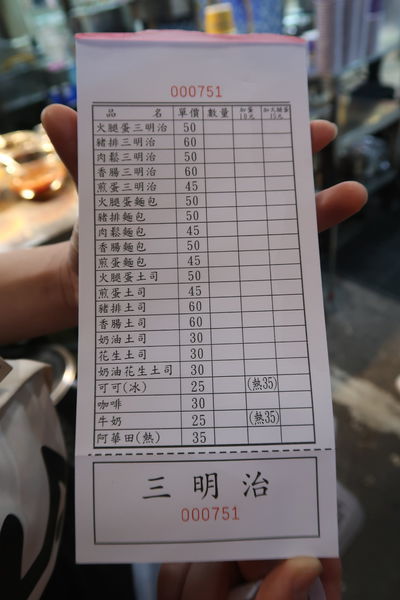 000751
品 名 單價 數量 加蛋10元 加火腿蛋15元
火腿蛋三明治 50
豬排三明治 60
肉鬆三明治 50
香腸三明治 60
煎蛋三明治 45
火腿蛋麵包 50
豬排麵包 50
肉鬆麵包 45
香腸麵包 50
煎蛋麵包 45
火腿蛋土司 50
煎蛋土司 45
豬排土司 60
香腸土司 60
奶油土司 30
花生土司 30
奶油花生土司 30
可可(冰) 25 (熱35)
咖啡 30
牛奶 25 (熱35)
阿華田(熱) 35
三明治
000751